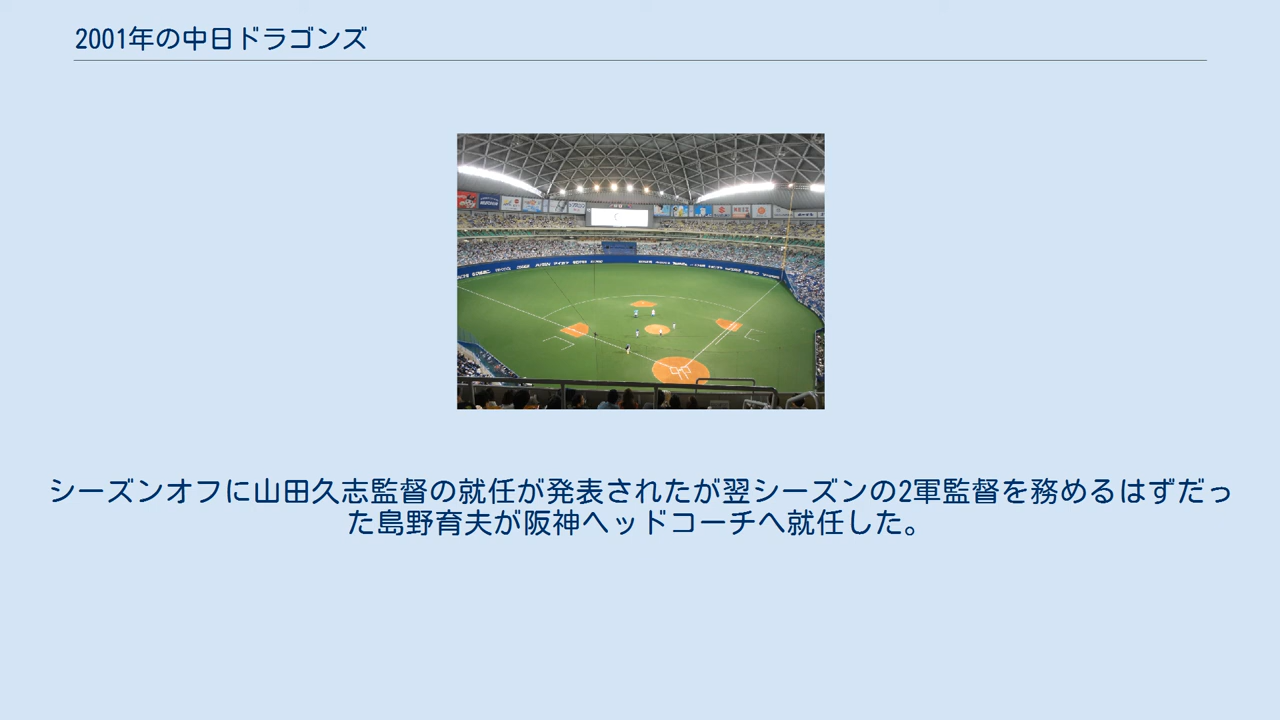 2001年の中日ドラゴンズ
シーズンオフに山田久志監督の就任が発表されたが翌シーズンの2軍監督を務めるはずだっ
た島野育夫が阪神ヘッドコーチへ就任した。